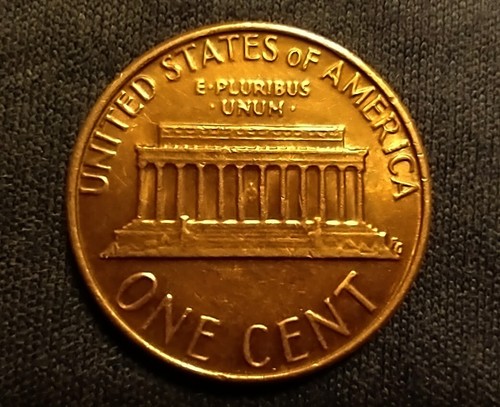 UNITED STATES OF AMERICA
E·PLURIBUS
·UNUM·
FG
ONE CENT